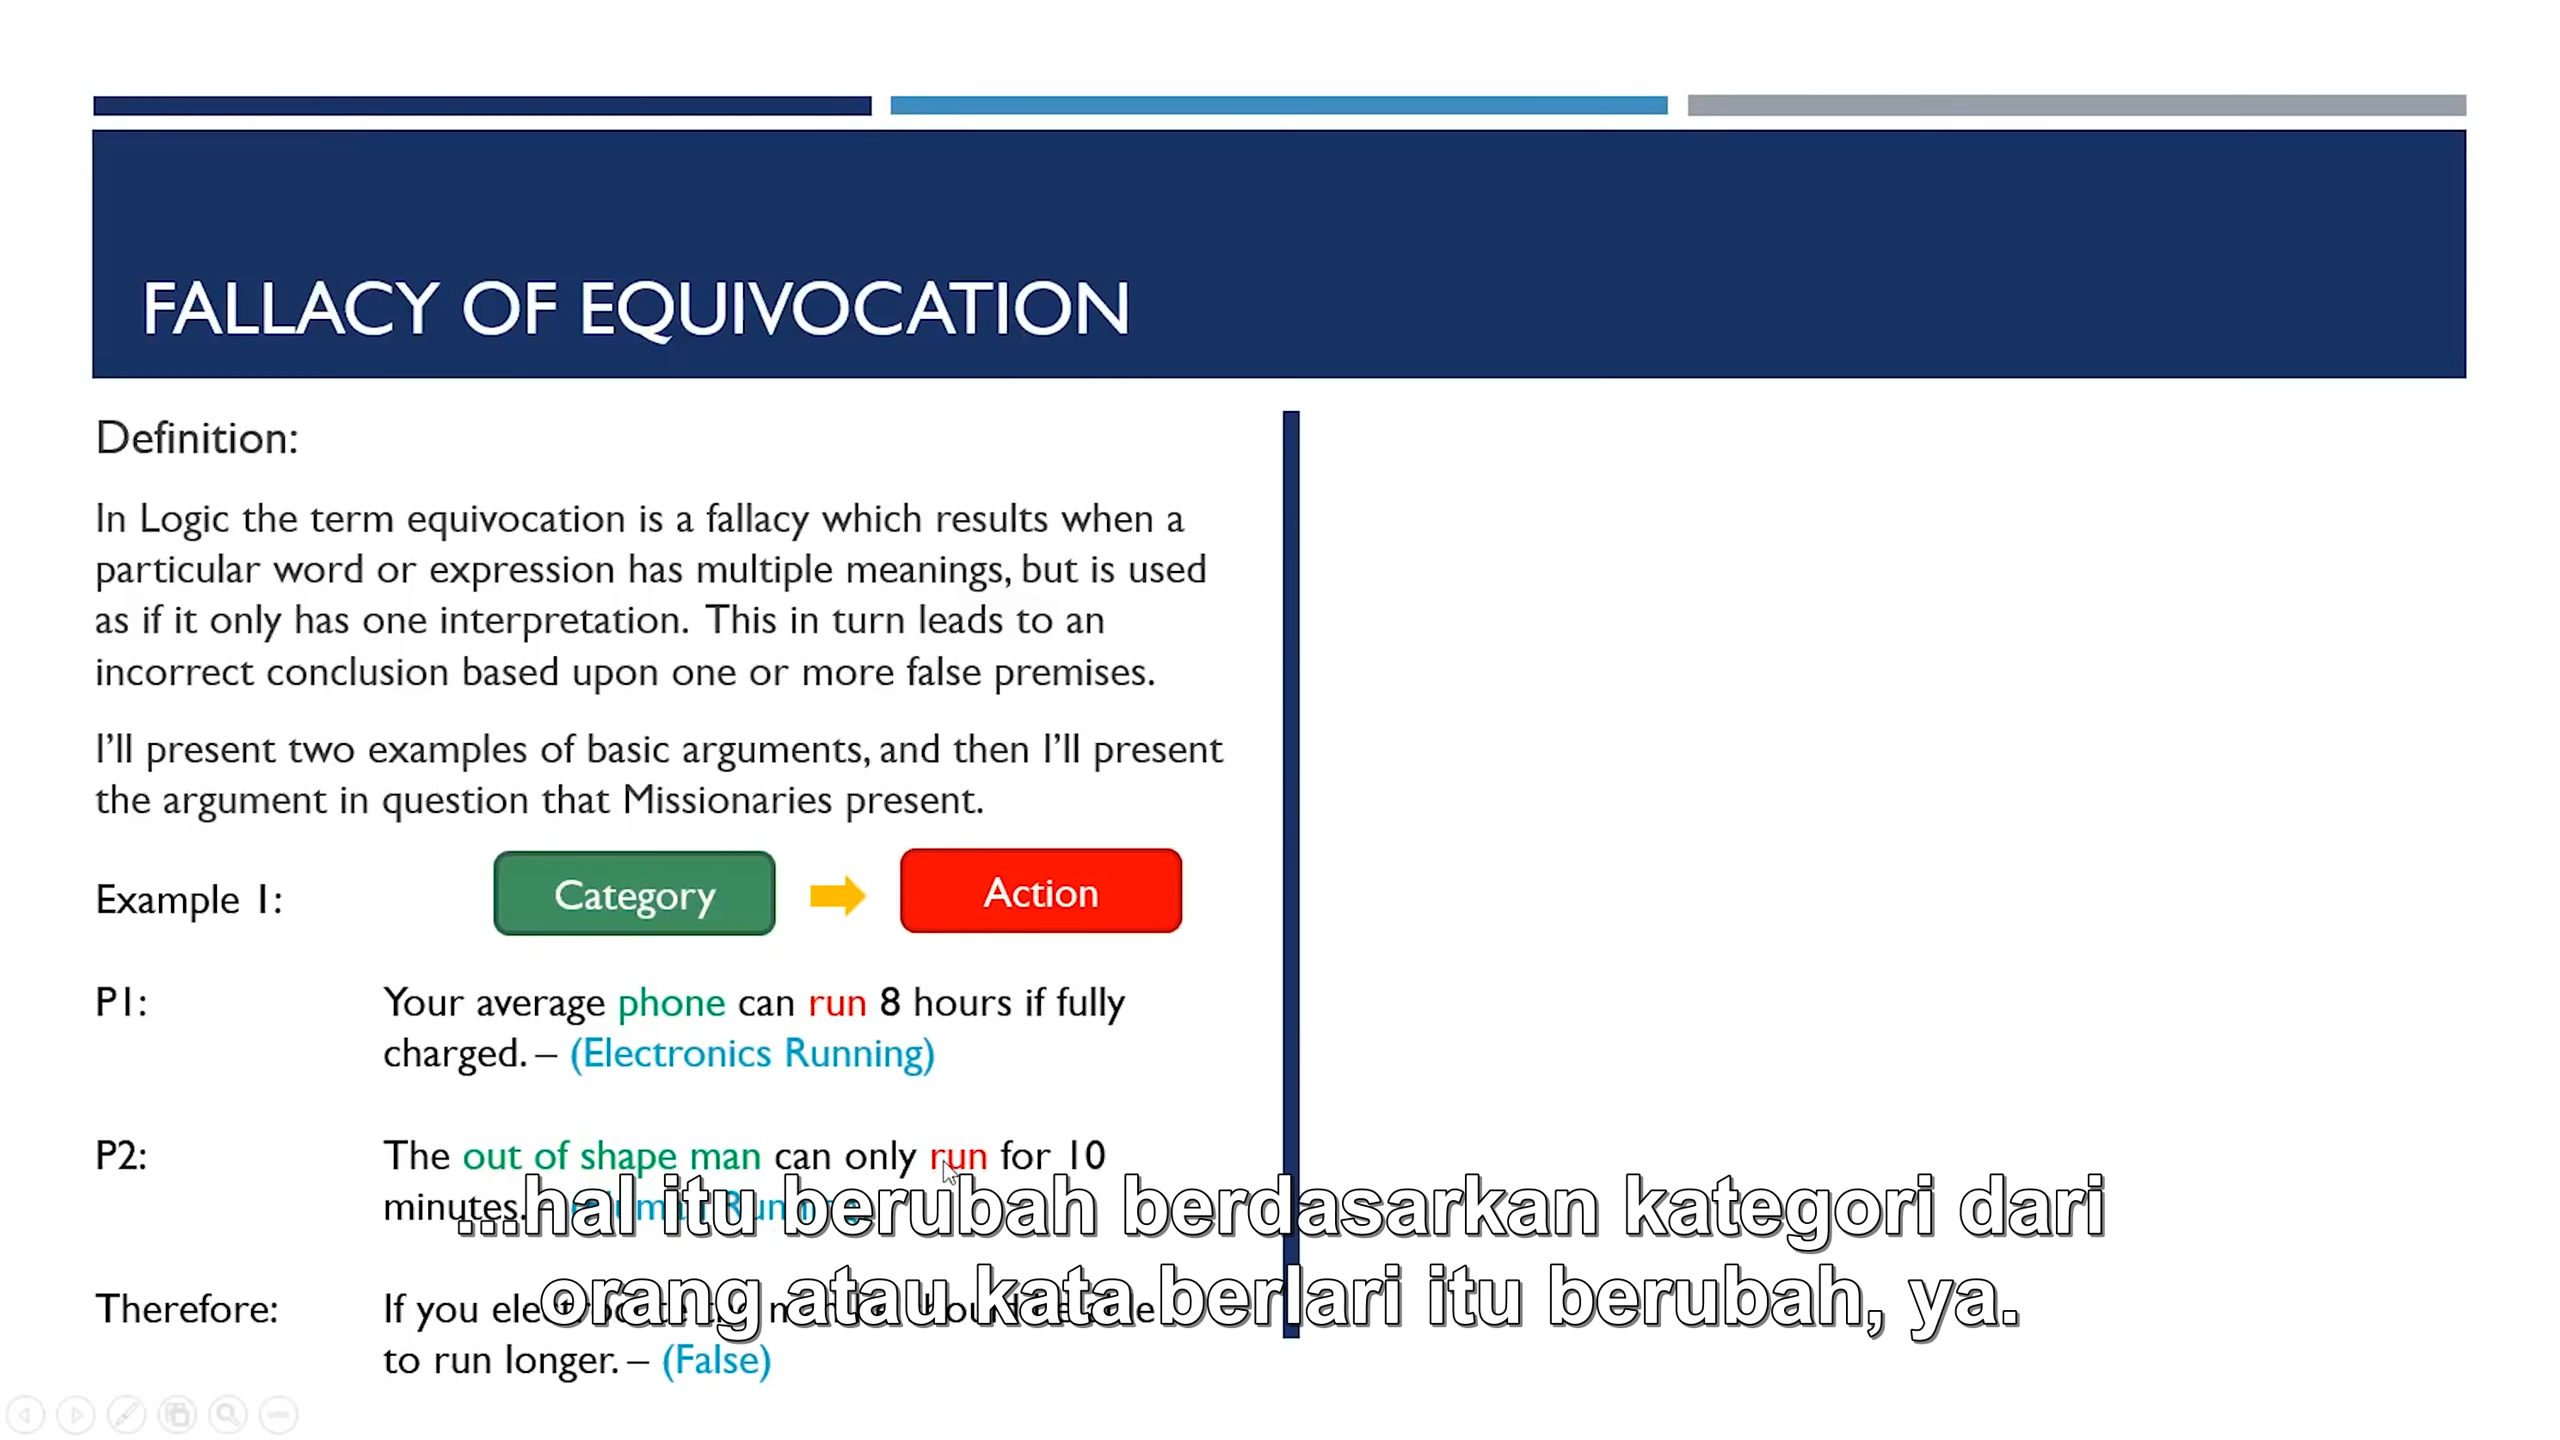 FALLACY OF EQUIVOCATION
Definition:
In Logic the term equivocation is a fallacy which results when a
particular word or expression has multiple meanings, but is used
as if it only has one interpretation. This in turn leads to an
incorrect conclusion based upon one or more false premises.
I'll present two examples of basic arguments, and then I'll present
the argument in question that Missionaries present.
Example 1:
Category
Action
P1:
Your average phone can run 8 hours if fully
charged. – (Electronics Running)
P2:
The out of shape man can only run for 10
minutes.
...hal itu berubah berdasarkan kategori dari
orang atau kata berlari itu berubah, ya.
Therefore:
If you
to run longer. – (False)